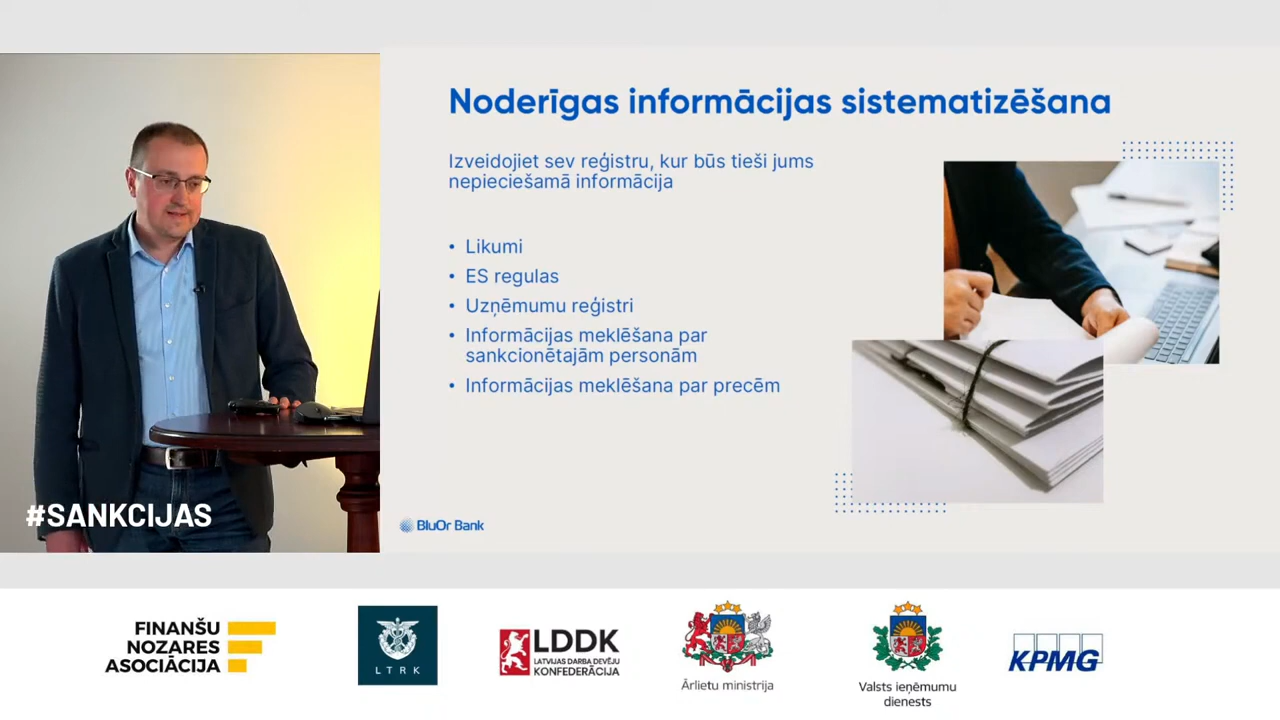 Noderīgas informācijas sistematizēšana
Izveidojiet sev reģistru, kur būs tieši jums
nepieciešamā informācija
• Likumi
• ES regulas
• Uzņēmumu reģistri
• Informācijas meklēšana par
sankcionētajām personām
• Informācijas meklēšana par precēm
#SANKCIJAS
BluOr Bank
FINANŠU
NOZARES
ASOCIĀCIJA
LTRK
LDDK
LATVIJAS DARBA DEVĒJU
KONFEDERĀCIJA
Ārlietu ministrija
Valsts ieņēmumu
dienests
KPMG